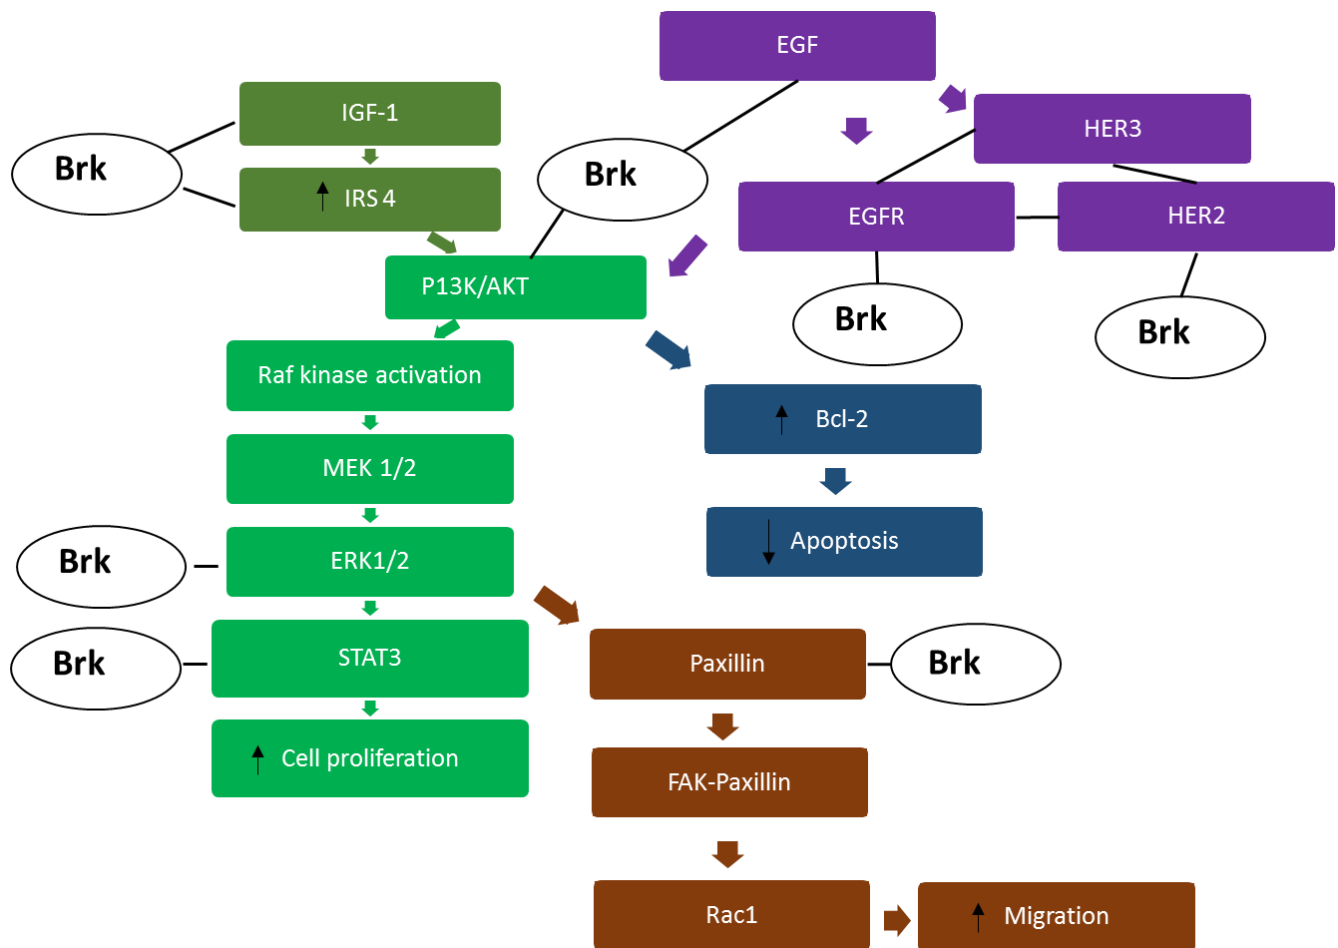 EGF
IGF-1
HER3
Brk
Brk
IRS 4
EGFR
HER2
P13K/AKT
Brk
Brk
Raf kinase activation
Bcl-2
MEK 1/2
Apoptosis
Brk
ERK1/2
Brk
STAT3
Paxillin
Brk
Cell proliferation
FAK-Paxillin
Rac1
Migration